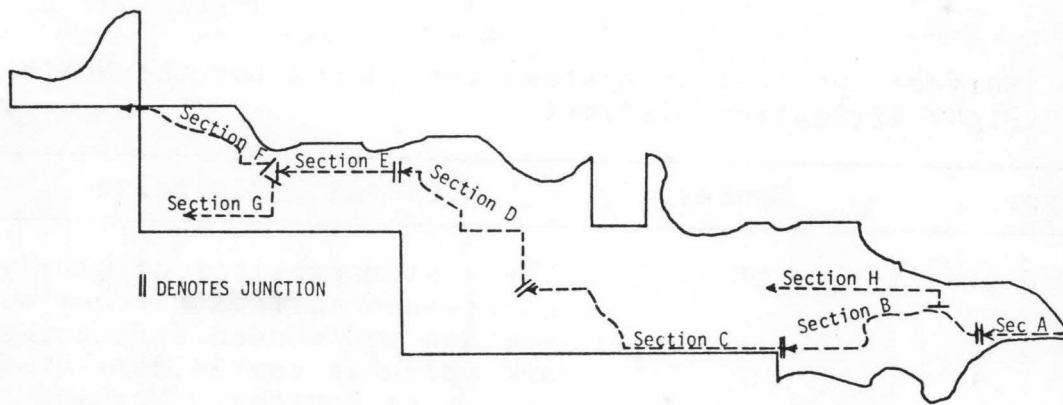 Section F
Section E
Section D
Section G
|| DENOTES JUNCTION
Section H
Section B
Sec A
Section C